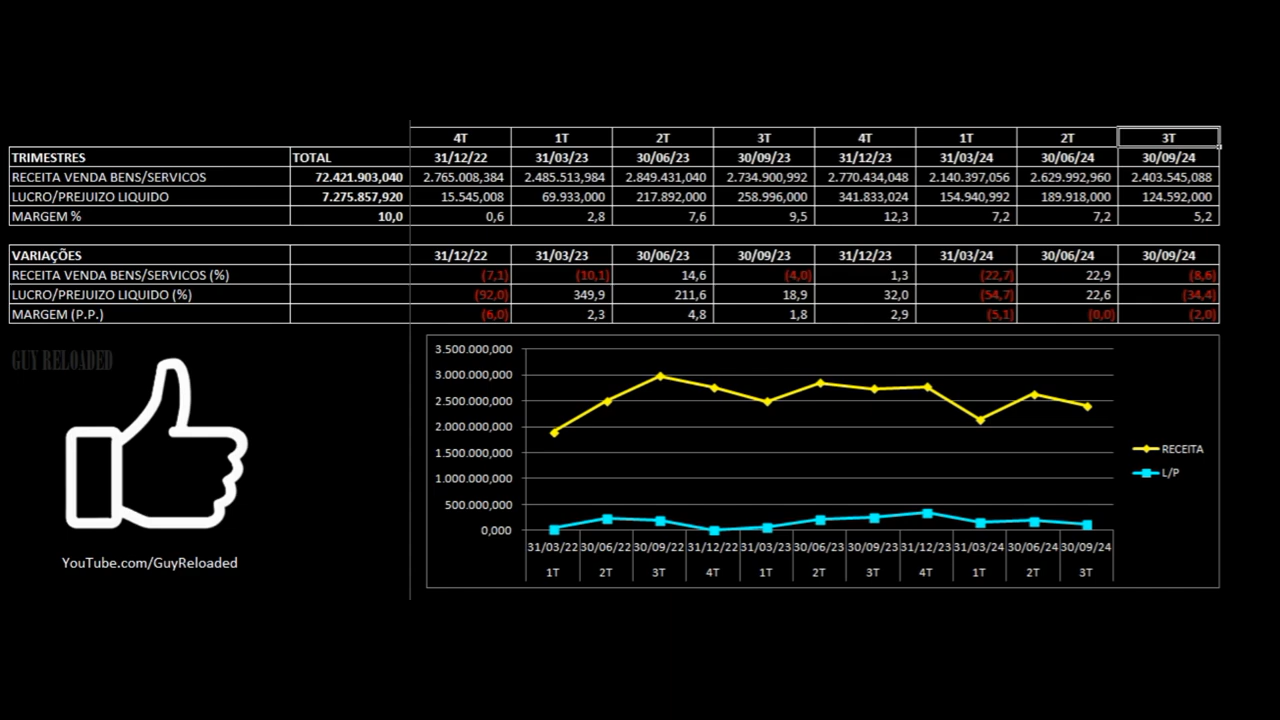 4T 1T 2T 3T 4T 1T 2T 3T
TRIMESTRES TOTAL 31/12/22 31/03/23 30/06/23 30/09/23 31/12/23 31/03/24 30/06/24 30/09/24
RECEITA VENDA BENS/SERVICOS 72.421.903,040 2.765.008,384 2.485.513,984 2.849.431,040 2.734.900,992 2.770.434,048 2.140.397,056 2.629.992,960 2.403.545,088
LUCRO/PREJUIZO LIQUIDO 7.275.857,920 15.545,008 69.933,000 217.892,000 258.996,000 341.833,024 154.940,992 189.918,000 124.592,000
MARGEM % 10,0 0,6 2,8 7,6 9,5 12,3 7,2 7,2 5,2
VARIAÇÕES 31/12/22 31/03/23 30/06/23 30/09/23 31/12/23 31/03/24 30/06/24 30/09/24
RECEITA VENDA BENS/SERVICOS (%) (7,1) (10,1) 14,6 (4,0) 1,3 (22,7) 22,9 (8,6)
LUCRO/PREJUIZO LIQUIDO (%) (92,0) 349,9 211,6 18,9 32,0 (54,7) 22,6 (34,4)
MARGEM (P.P.) (6,0) 2,3 4,8 1,8 2,9 (5,1) (0,0) (2,0)
GUY RELOADED
YouTube.com/GuyReloaded
3.500.000,000
3.000.000,000
2.500.000,000
2.000.000,000
1.500.000,000
1.000.000,000
500.000,000
0,000
31/03/22 30/06/22 30/09/22 31/12/22 31/03/23 30/06/23 30/09/23 31/12/23 31/03/24 30/06/24 30/09/24
1T 2T 3T 4T 1T 2T 3T 4T 1T 2T 3T
RECEITA
L/P